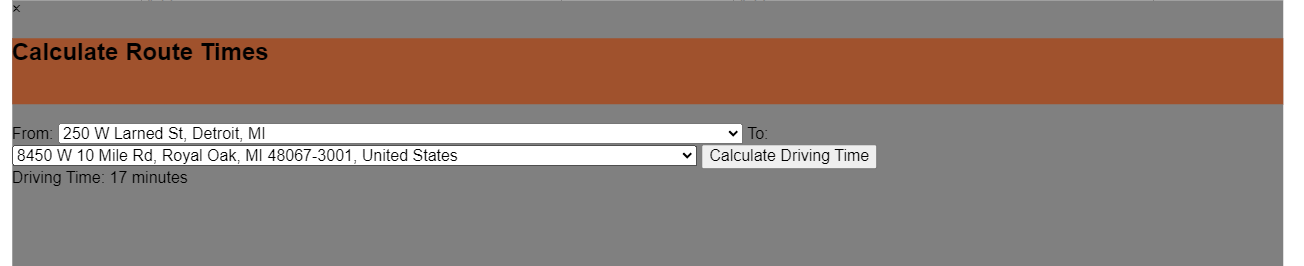 ×
Calculate Route Times
From: 250 W Larned St, Detroit, MI To:
8450 W 10 Mile Rd, Royal Oak, MI 48067-3001, United States Calculate Driving Time
Driving Time: 17 minutes